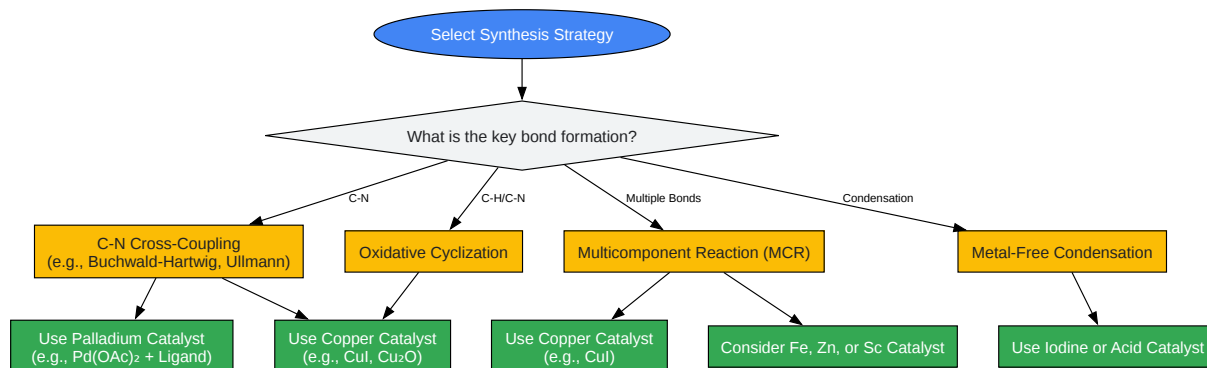 Select Synthesis Strategy
What is the key bond formation?
C-N
C-H/C-N
Multiple Bonds
Condensation
C-N Cross-Coupling
(e.g., Buchwald-Hartwig, Ullmann)
Oxidative Cyclization
Multicomponent Reaction (MCR)
Metal-Free Condensation
Use Palladium Catalyst
(e.g., Pd(OAc)₂ + Ligand)
Use Copper Catalyst
(e.g., CuI, Cu₂O)
Use Copper Catalyst
(e.g., CuI)
Consider Fe, Zn, or Sc Catalyst
Use Iodine or Acid Catalyst